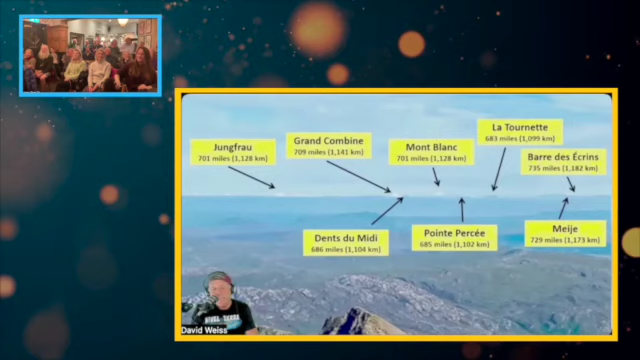 La Tournette
683 miles (1,099 km)
Jungfrau
701 miles (1,128 km)
Grand Combine
709 miles (1,141 km)
Mont Blanc
701 miles (1,128 km)
Barre des Écrins
735 miles (1,182 km)
Dents du Midi
686 miles (1,104 km)
Pointe Percée
685 miles (1,102 km)
Meije
729 miles (1,173 km)
David Weiss